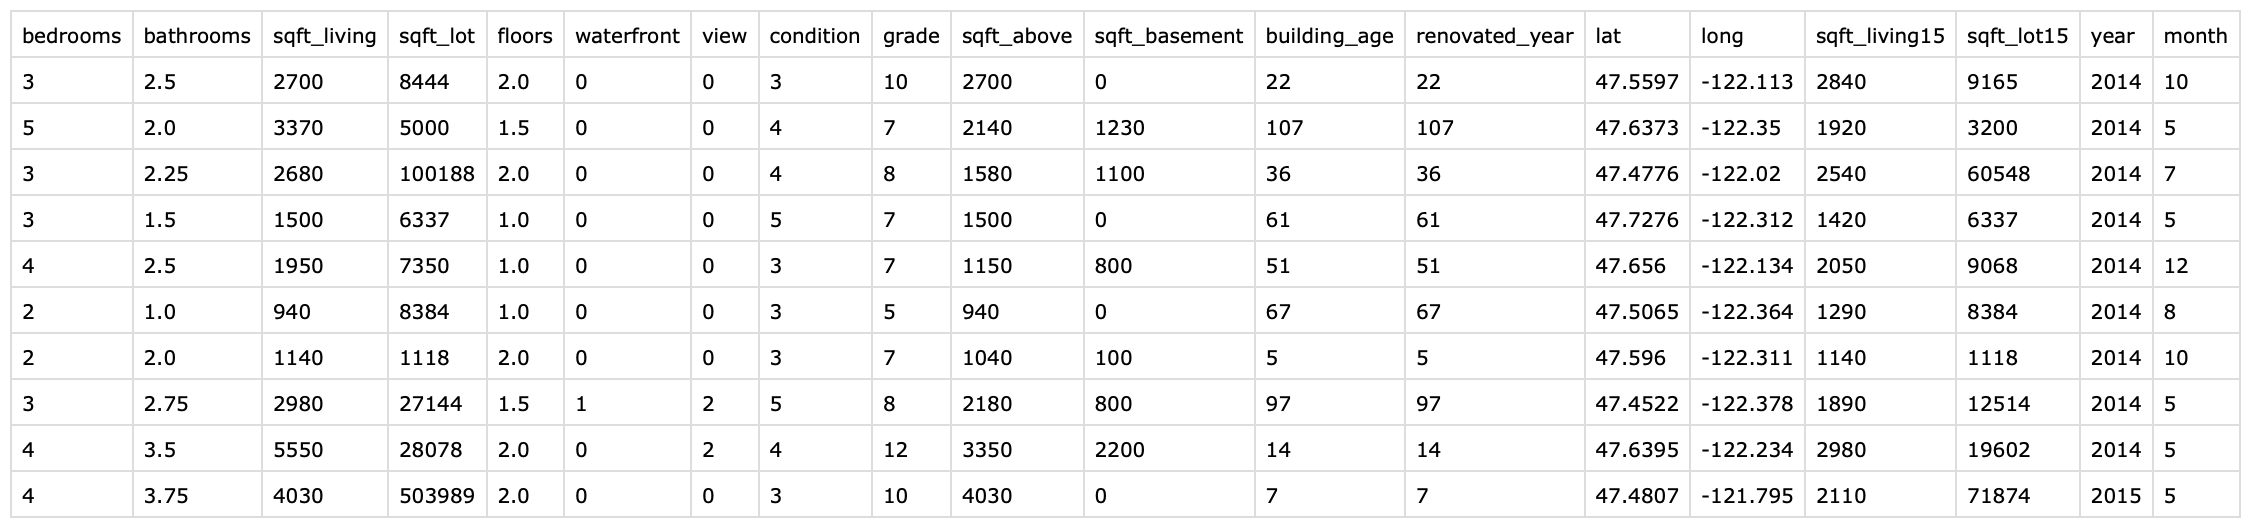 bedrooms bathrooms sqft_living sqft_lot floors waterfront view condition grade sqft_above sqft_basement building_age renovated_year lat long sqft_living15 sqft_lot15 year month
3 2.5 2700 8444 2.0 0 0 3 10 2700 0 22 22 47.5597 -122.113 2840 9165 2014 10
5 2.0 3370 5000 1.5 0 0 4 7 2140 1230 107 107 47.6373 -122.35 1920 3200 2014 5
3 2.25 2680 100188 2.0 0 0 4 8 1580 1100 36 36 47.4776 -122.02 2540 60548 2014 7
3 1.5 1500 6337 1.0 0 0 5 7 1500 0 61 61 47.7276 -122.312 1420 6337 2014 5
4 2.5 1950 7350 1.0 0 0 3 7 1150 800 51 51 47.656 -122.134 2050 9068 2014 12
2 1.0 940 8384 1.0 0 0 3 5 940 0 67 67 47.5065 -122.364 1290 8384 2014 8
2 2.0 1140 1118 2.0 0 0 3 7 1040 100 5 5 47.596 -122.311 1140 1118 2014 10
3 2.75 2980 27144 1.5 1 2 5 8 2180 800 97 97 47.4522 -122.378 1890 12514 2014 5
4 3.5 5550 28078 2.0 0 2 4 12 3350 2200 14 14 47.6395 -122.234 2980 19602 2014 5
4 3.75 4030 503989 2.0 0 0 3 10 4030 0 7 7 47.4807 -121.795 2110 71874 2015 5